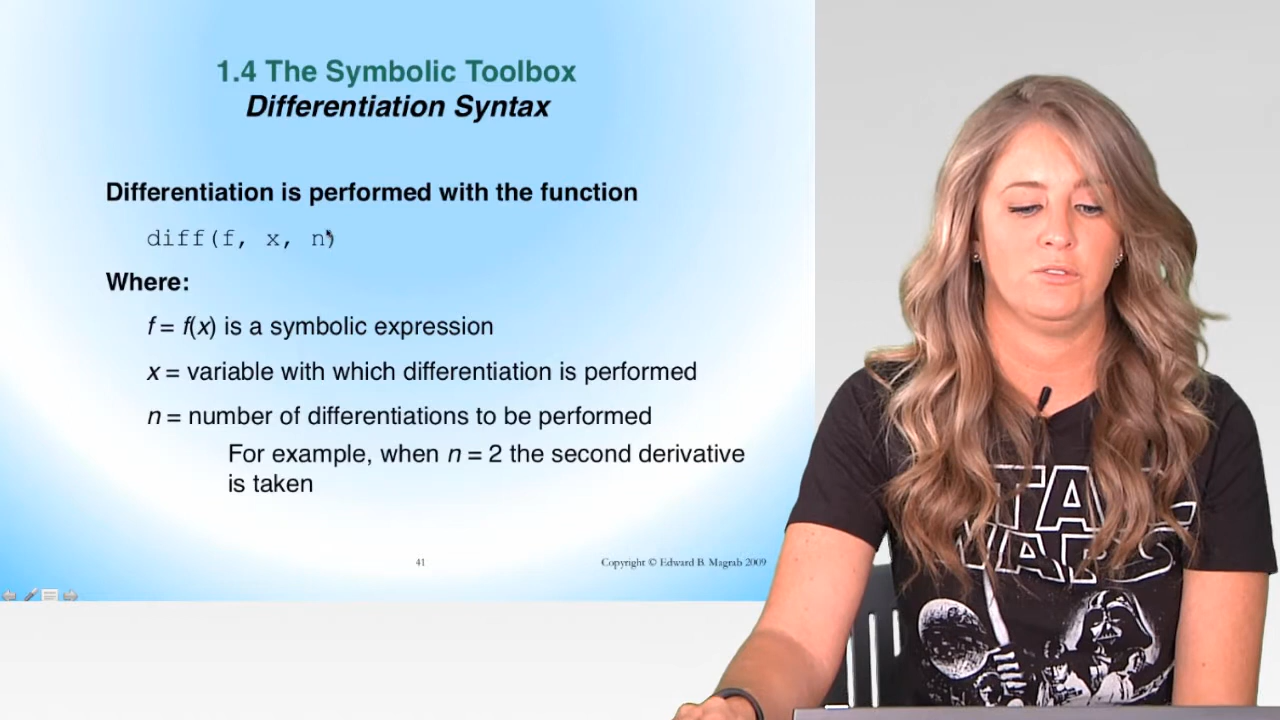 1.4 The Symbolic Toolbox
Differentiation Syntax
Differentiation is performed with the function
diff(f, x, n)
Where:
f = f(x) is a symbolic expression
x = variable with which differentiation is performed
n = number of differentiations to be performed
For example, when n = 2 the second derivative
is taken
41
Copyright © Edward B. Magrab 2009
STAR
WARS